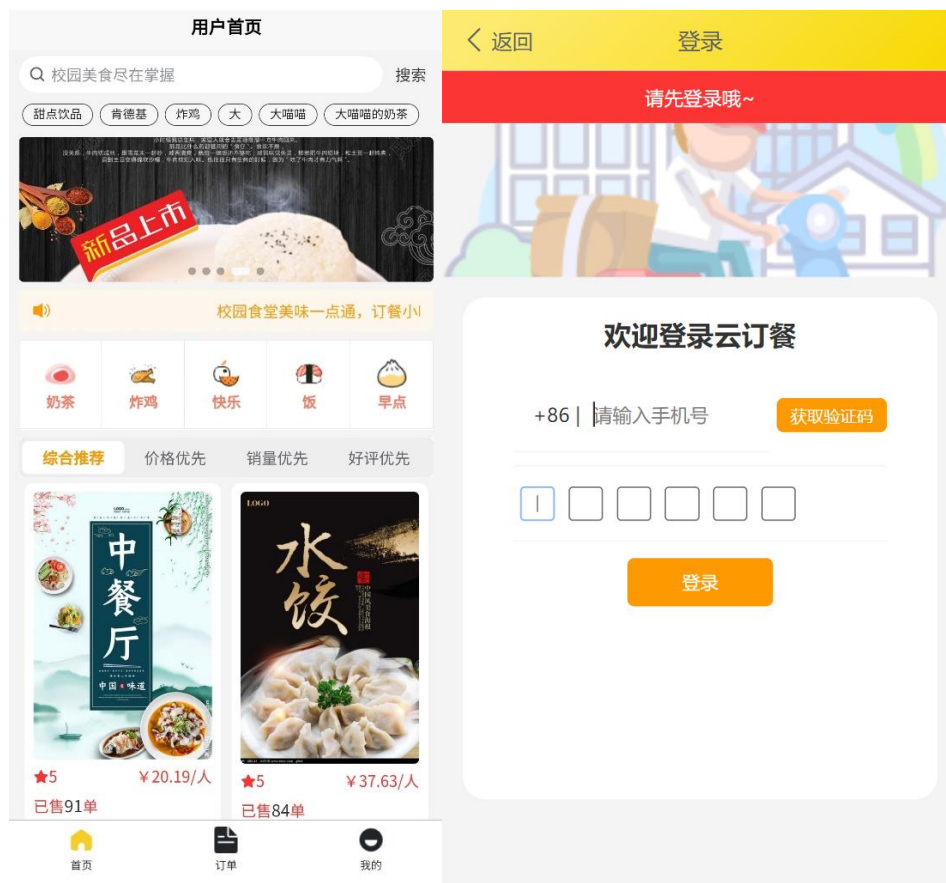 用户首页
校园美食尽在掌握
搜索
甜点饮品
肯德基
炸鸡
大
大喵喵
大喵喵的奶茶
新品上市
校园食堂美味一点通，订餐小
奶茶
炸鸡
快乐
饭
早点
综合推荐
价格优先
销量优先
好评优先
中餐厅
中国
味道
LOGO
水饺
5
￥20.19/人
已售91单
5
￥37.63/人
已售84单
首页
订单
我的
返回
登录
请先登录哦~
欢迎登录云订餐
+86 |
请输入手机号
获取验证码
登录